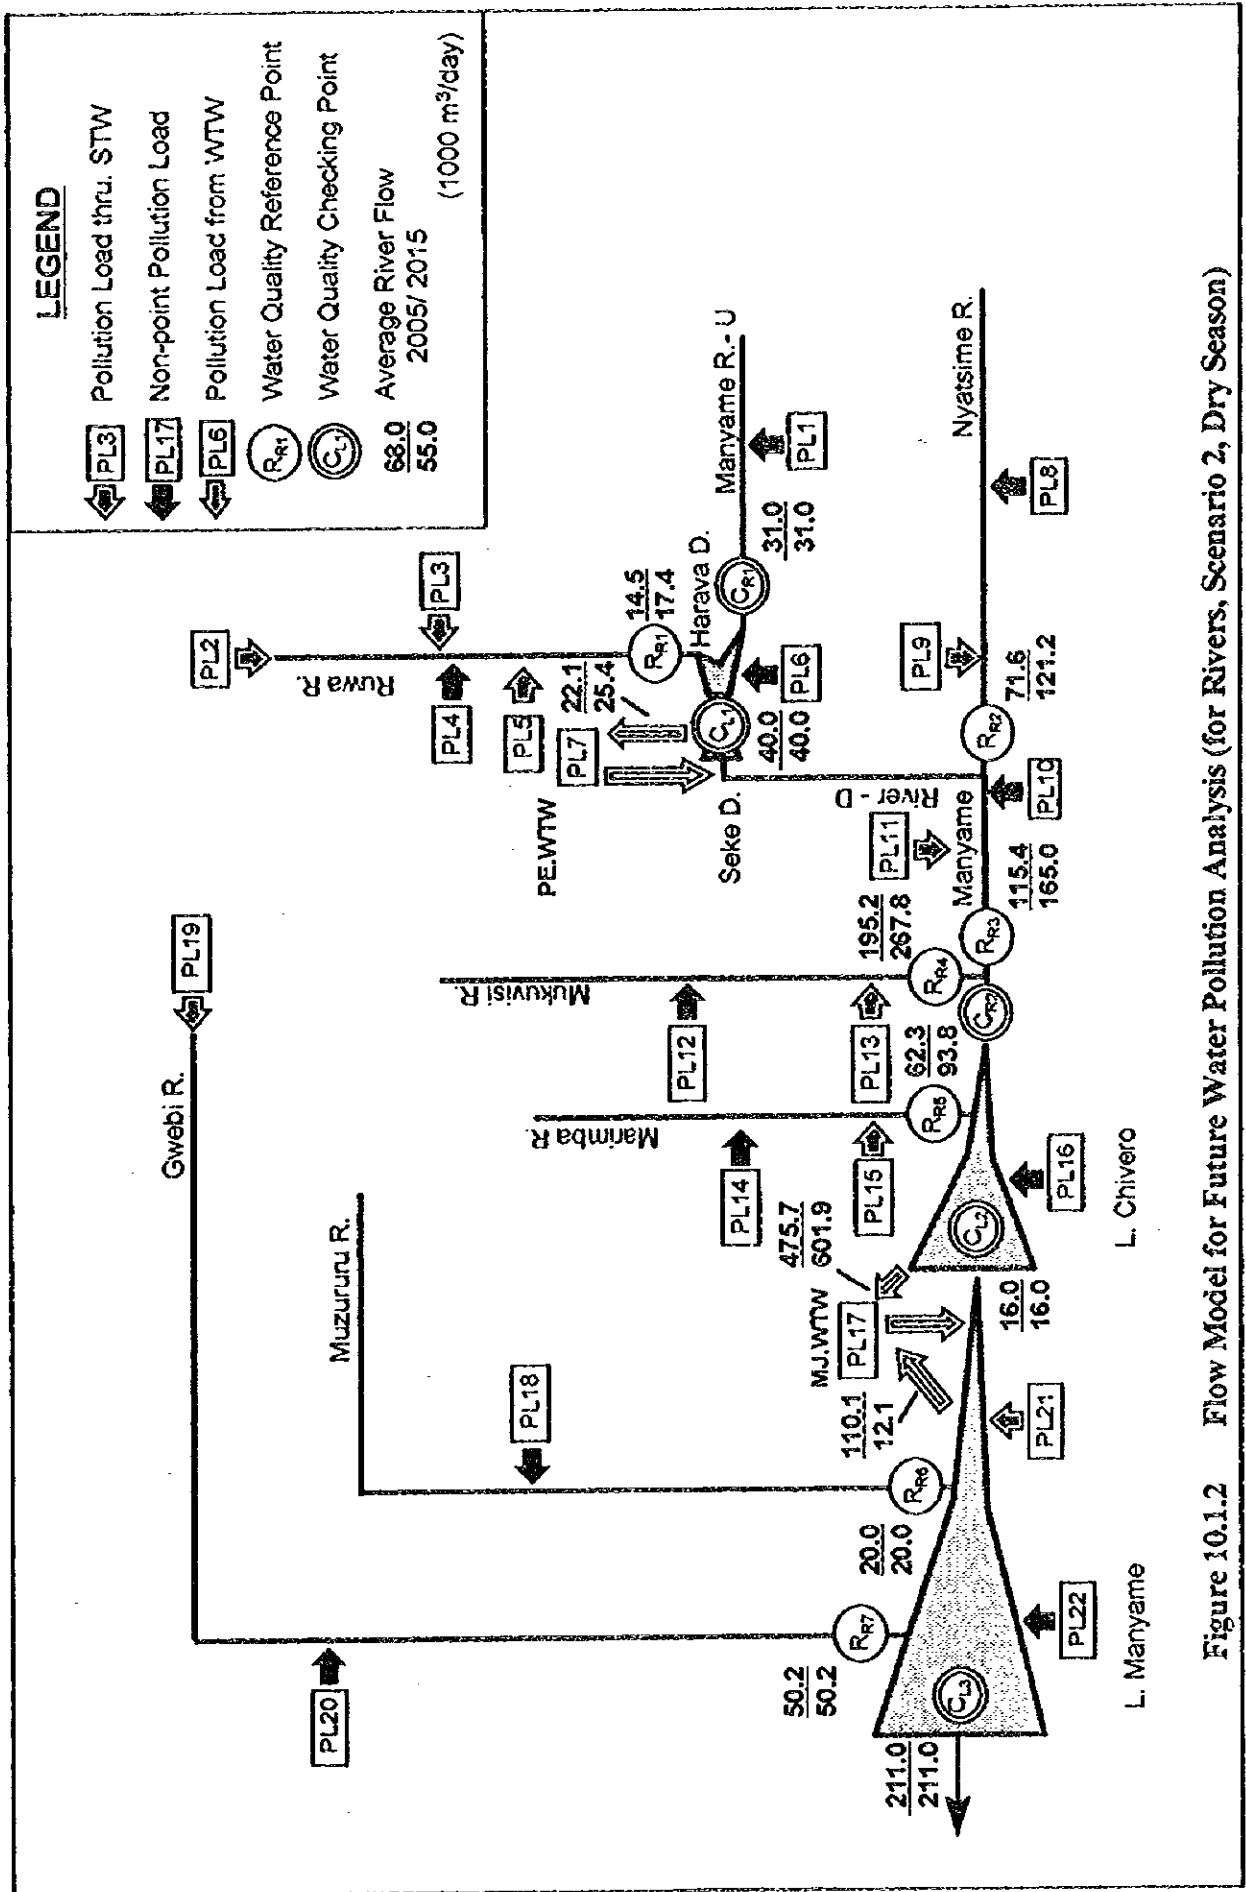 LEGEND
PL3 Pollution Load thru. STW
PL17 Non-point Pollution Load
PL6 Pollution Load from WTW
RR1 Water Quality Reference Point
CL1 Water Quality Checking Point
68.0 Average River Flow
55.0 2005/ 2015
(1000 m³/day)
Gwebi R.
PL19
PL20
Muzururu R.
PL18
Marimba R.
PL14
PL15
Mukuvisi R.
PL12
PL13
Ruwa R.
PL2
PL3
PL4
PL5
14.5
17.4
RR1
Harava D.
Manyame R.- U
PL1
31.0
31.0
CR1
22.1
25.4
PL7
PE.WTW
CL1
PL6
40.0
40.0
Seke D.
River - D
Manyame
PL11
PL10
Nyatsime R.
PL8
PL9
71.6
121.2
RR2
115.4
165.0
RR3
195.2
267.8
RR4
CR2
62.3
93.8
RR5
475.7
601.9
MJ.WTW
PL17
110.1
12.1
CL2
PL16
L. Chivero
16.0
16.0
PL21
20.0
20.0
RR6
50.2
50.2
RR7
CL3
PL22
L. Manyame
211.0
211.0
Figure 10.1.2 Flow Model for Future Water Pollution Analysis (for Rivers, Scenario 2, Dry Season)